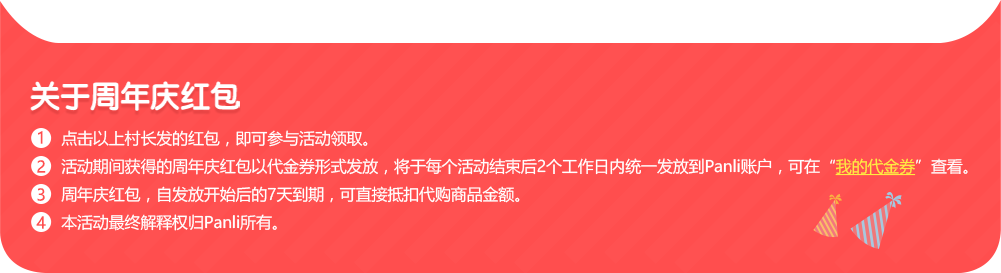 关于周年庆红包
1 点击以上村长发的红包，即可参与活动领取。
2 活动期间获得的周年庆红包以代金券形式发放，将于每个活动结束后2个工作日内统一发放到Panli账户，可在“我的代金券”查看。
3 周年庆红包，自发放开始后的7天到期，可直接抵扣代购商品金额。
4 本活动最终解释权归Panli所有。